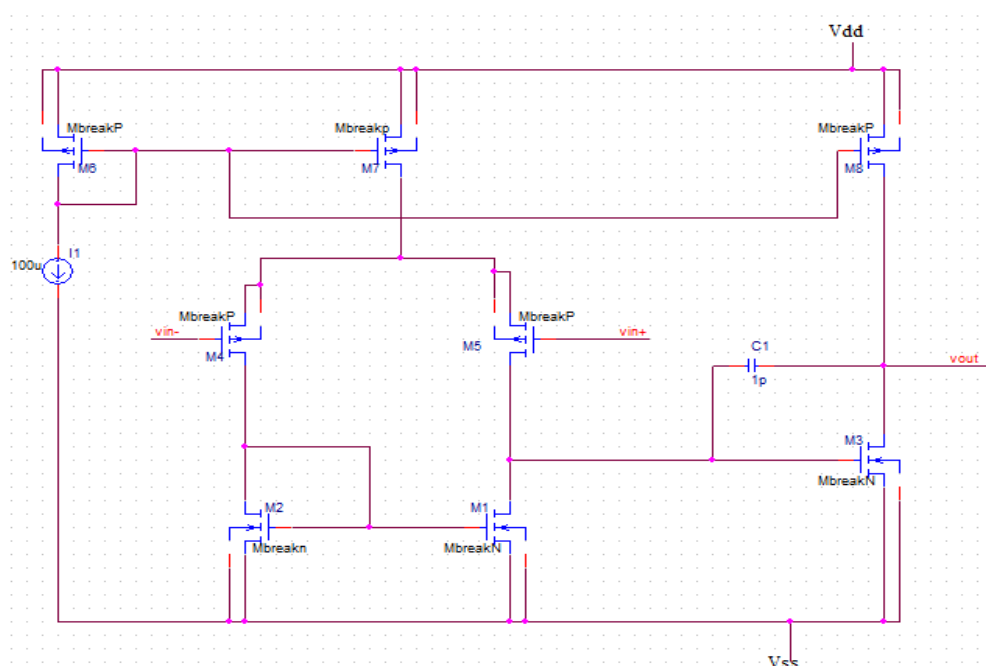 Vdd
MbreakP
Mbreakp
MbreakP
M6
M7
M8
I1
100u
MbreakP
MbreakP
vin-
vin+
M4
M5
C1
1p
vout
M3
MbreakN
M2
M1
Mbreakn
MbreakN
Vss